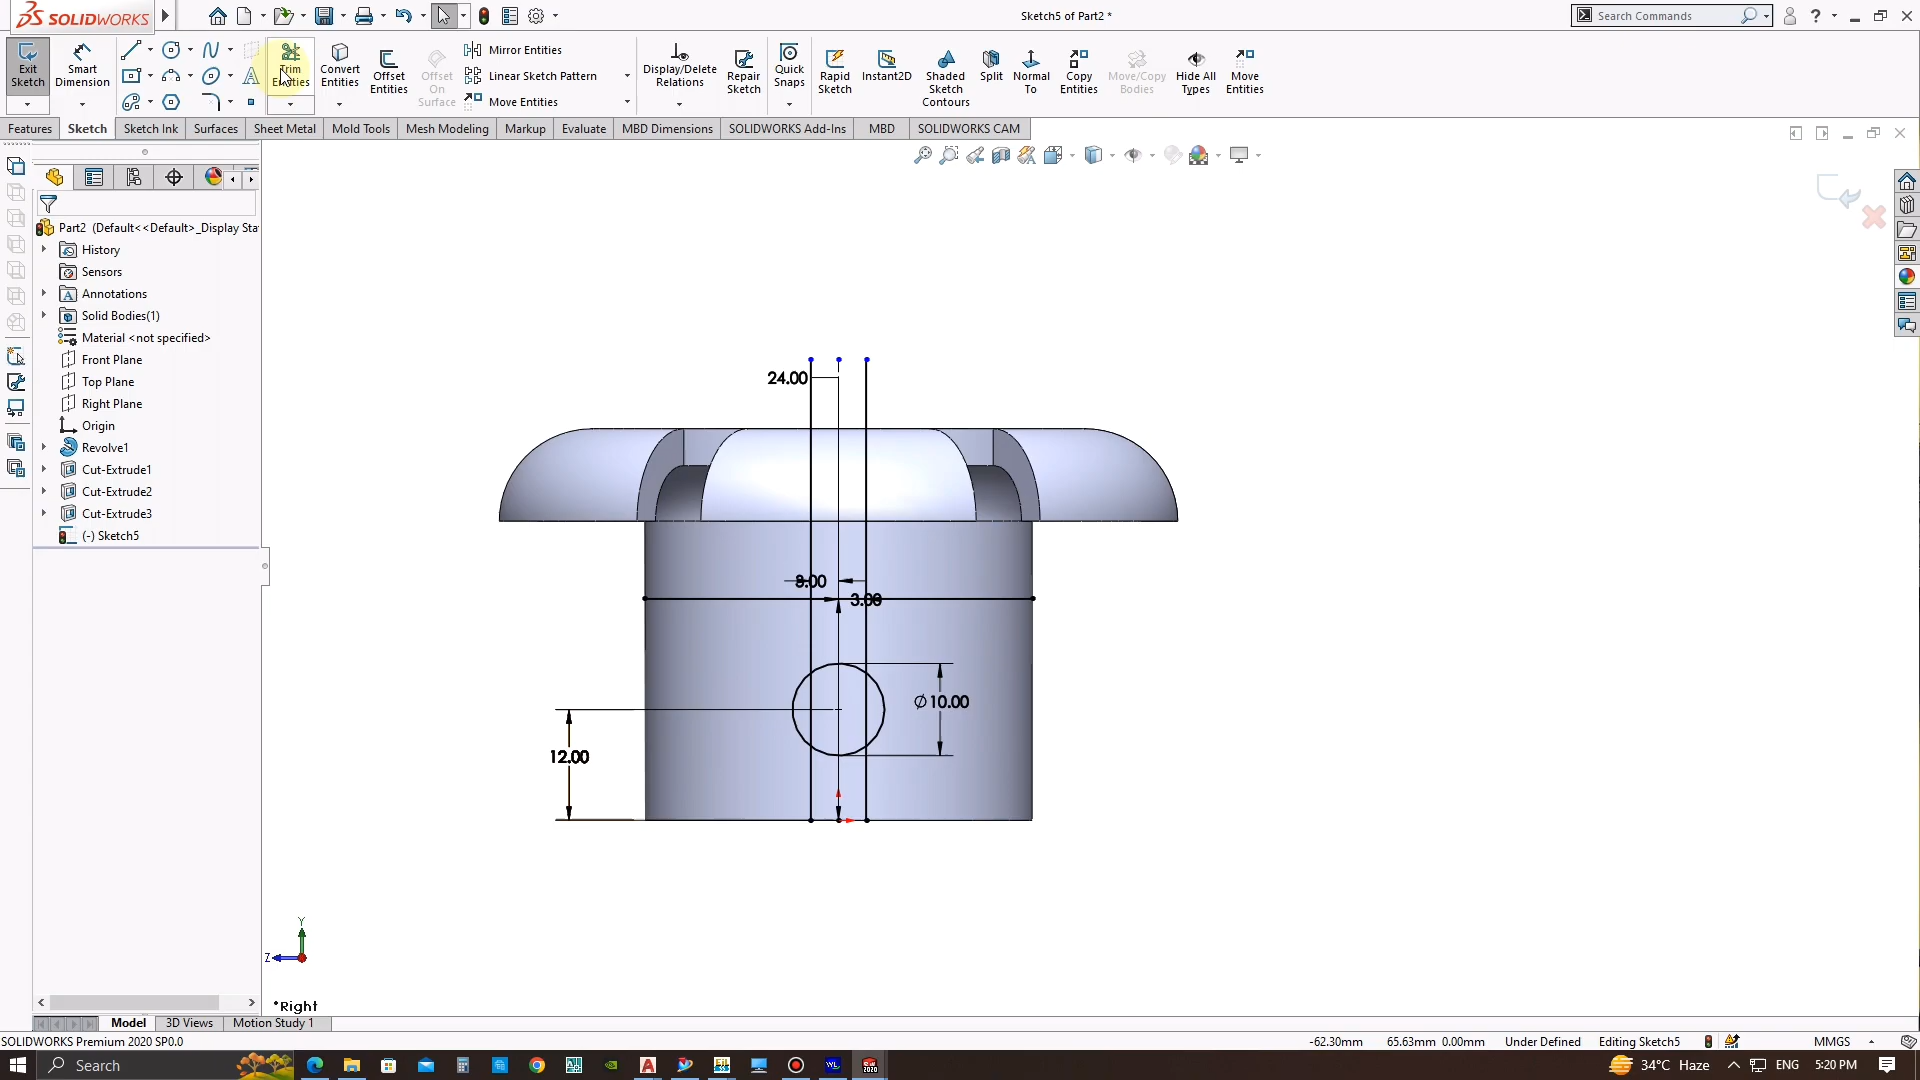 SOLIDWORKS
Sketch5 of Part2 *
Search Commands
Exit Sketch
Smart Dimension
Trim Entities
Convert Entities
Offset Entities
Offset On Surface
Mirror Entities
Linear Sketch Pattern
Move Entities
Display/Delete Relations
Repair Sketch
Quick Snaps
Rapid Sketch
Instant2D
Shaded Sketch Contours
Split
Normal To
Copy Entities
Move/Copy Bodies
Hide All Types
Move Entities
Features
Sketch
Sketch Ink
Surfaces
Sheet Metal
Mold Tools
Mesh Modeling
Markup
Evaluate
MBD Dimensions
SOLIDWORKS Add-Ins
MBD
SOLIDWORKS CAM
Part2 (Default<<Default>_Display Sta
History
Sensors
Annotations
Solid Bodies(1)
Material <not specified>
Front Plane
Top Plane
Right Plane
Origin
Revolve1
Cut-Extrude1
Cut-Extrude2
Cut-Extrude3
(-) Sketch5
24.00
3.00
∅10.00
12.00
Y
Z
*Right
Model
3D Views
Motion Study 1
SOLIDWORKS Premium 2020 SP0.0
-62.30mm
65.63mm 0.00mm
Under Defined
Editing Sketch5
MMGS
Search
34°C Haze
ENG
5:20 PM